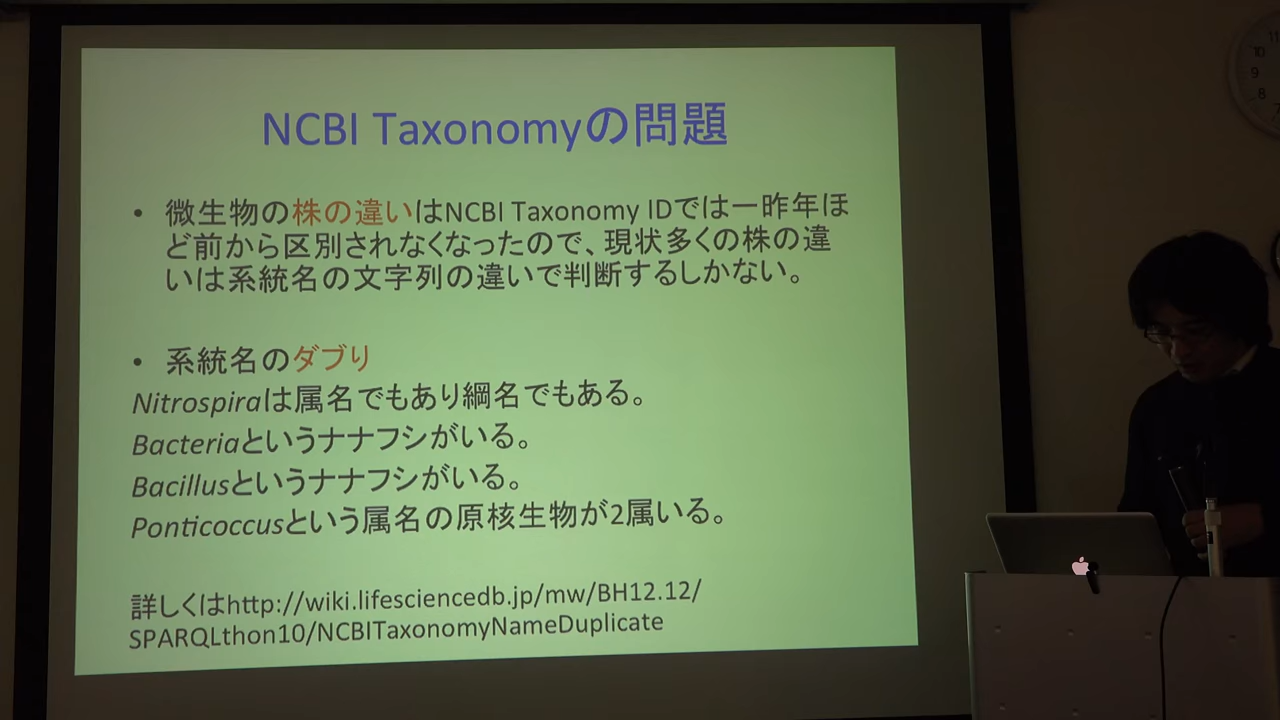 NCBI Taxonomyの問題
• 微生物の株の違いはNCBI Taxonomy IDでは一昨年ほ
ど前から区別されなくなったので、現状多くの株の違
いは系統名の文字列の違いで判断するしかない。
• 系統名のダブり
Nitrospiraは属名でもあり綱名でもある。
Bacteriaというナナフシがいる。
Bacillusというナナフシがいる。
Ponticoccusという属名の原核生物が2属いる。
詳しくはhttp://wiki.lifesciencedb.jp/mw/BH12.12/
SPARQLthon10/NCBITaxonomyNameDuplicate
11
10
9
8